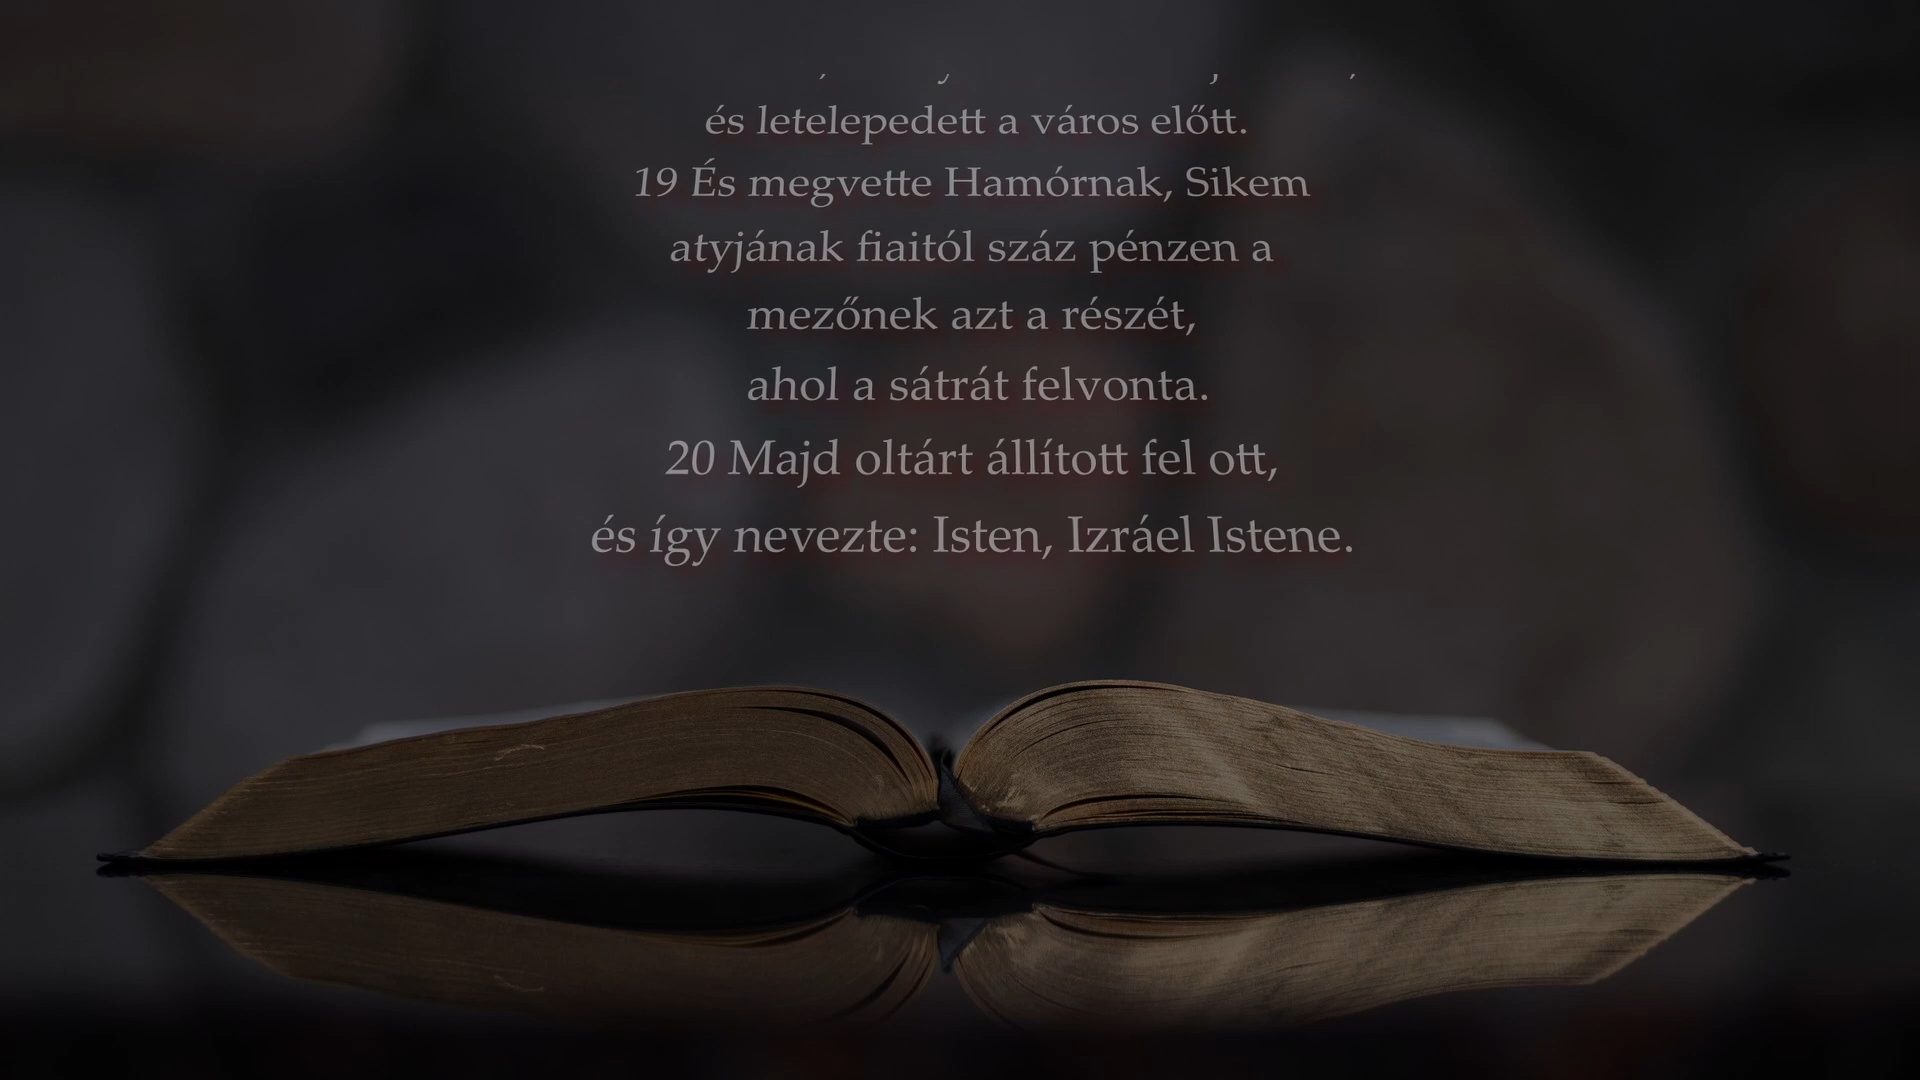 és letelepedett a város előtt.
19 És megvette Hamórnak, Sikem
atyjának fiaitól száz pénzen a
mezőnek azt a részét,
ahol a sátrát felvonta.
20 Majd oltárt állított fel ott,
és így nevezte: Isten, Izráel Istene.